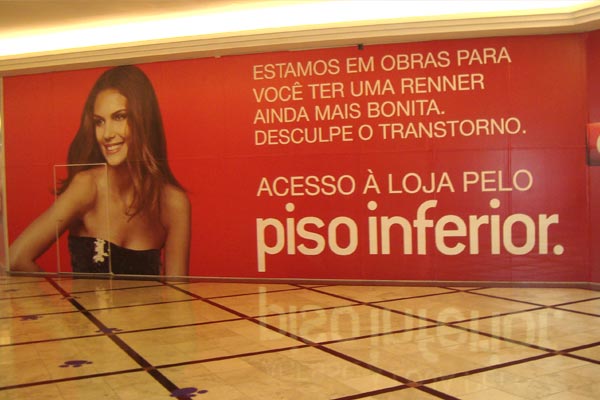 ESTAMOS EM OBRAS PARA
VOCÊ TER UMA RENNER
AINDA MAIS BONITA.
DESCULPE O TRANSTORNO.
ACESSO À LOJA PELO
piso inferior.